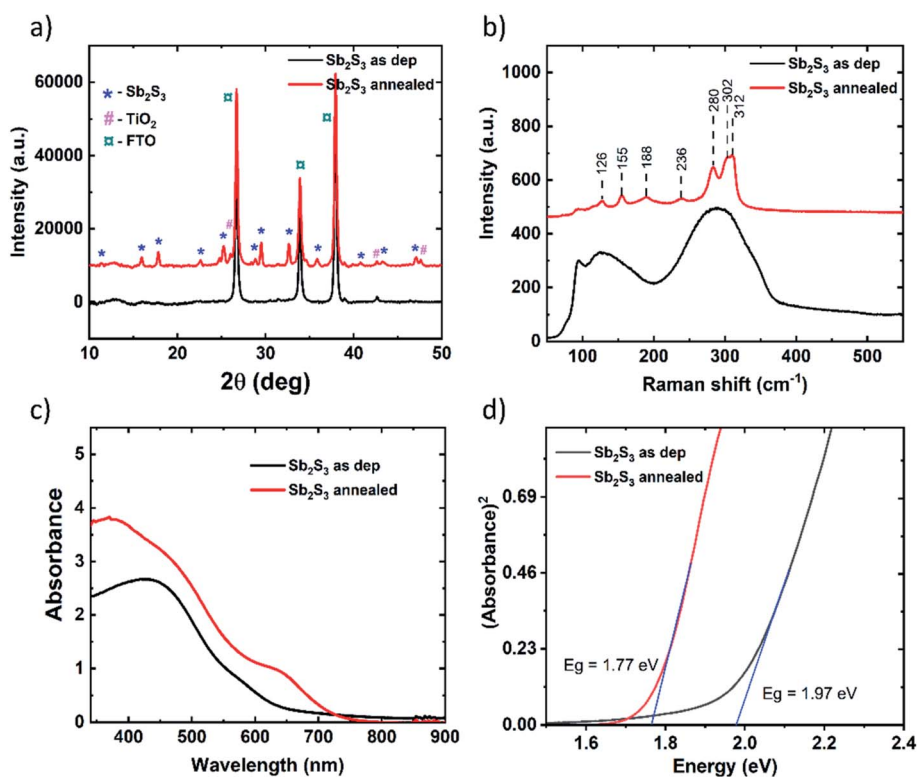 a)
Sb₂S₃ as dep
Sb₂S₃ annealed
* - Sb₂S₃
# - TiO₂
¤ - FTO
¤
¤
¤
*
*
*
*
*
#
*
*
*
*
*
#
*
*
#
60000
40000
20000
0
Intensity (a.u.)
10 20 30 40 50
2θ (deg)
b)
Sb₂S₃ as dep
Sb₂S₃ annealed
126
155
188
236
280
302
312
1000
800
600
400
200
0
Intensity (a.u.)
100 200 300 400 500
Raman shift (cm⁻¹)
c)
Sb₂S₃ as dep
Sb₂S₃ annealed
5
4
3
2
1
0
Absorbance
400 500 600 700 800 900
Wavelength (nm)
d)
Sb₂S₃ as dep
Sb₂S₃ annealed
0.69
0.46
0.23
0.00
(Absorbance)²
Eg = 1.77 eV
Eg = 1.97 eV
1.6 1.8 2.0 2.2 2.4
Energy (eV)